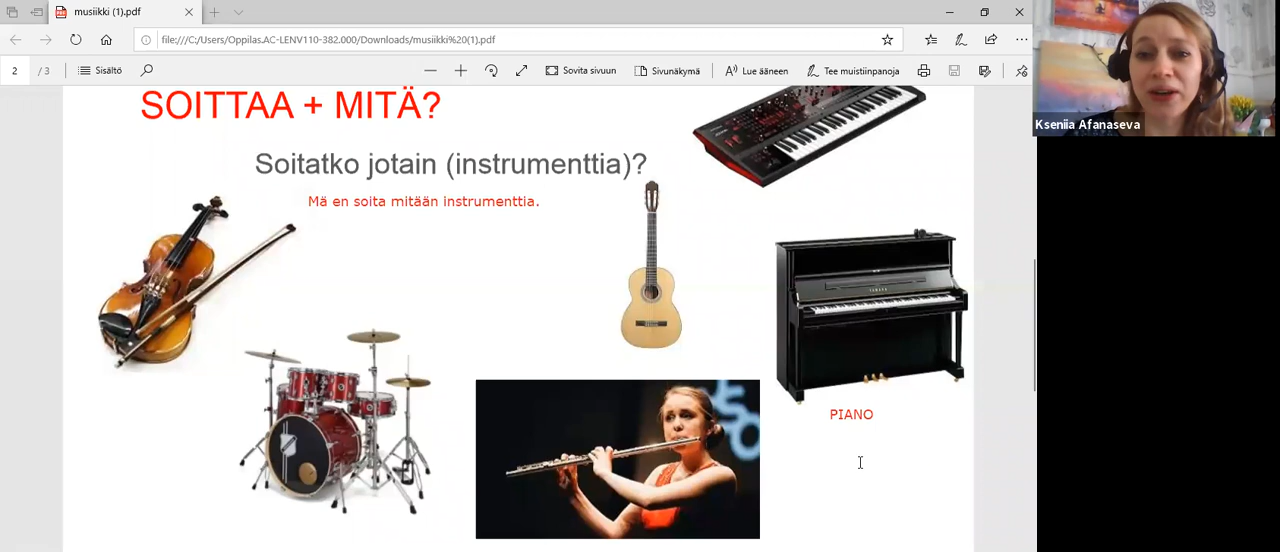 musiikki (1).pdf
file:///C:/Users/Oppilas.AC-LENV110-382.000/Downloads/musiikki%20(1).pdf
2 / 3
Sisältö
Sovita sivuun
Sivunäkymä
Lue ääneen
Tee muistiinpanoja
Kseniia Afanaseva
SOITTAA + MITÄ?
Soitatko jotain (instrumenttia)?
Mä en soita mitään instrumenttia.
YAMAHA
PIANO